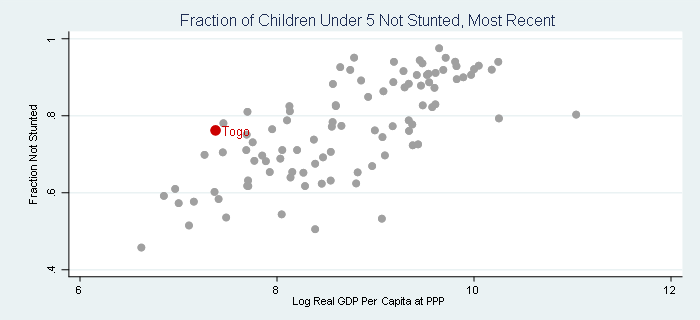 Fraction of Children Under 5 Not Stunted, Most Recent
1
.8
.6
.4
Fraction Not Stunted
Togo
6
8
10
12
Log Real GDP Per Capita at PPP